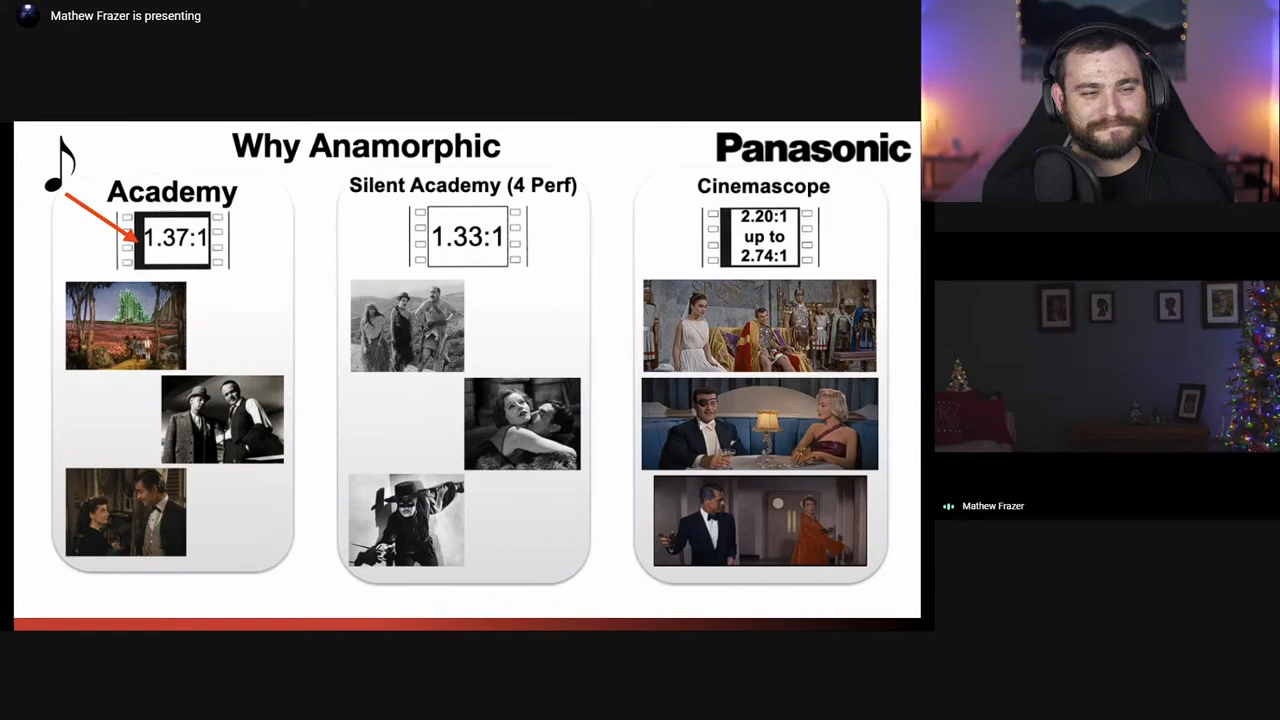 Mathew Frazer is presenting
Why Anamorphic
Panasonic
Academy
1.37:1
Silent Academy (4 Perf)
1.33:1
Cinemascope
2.20:1
up to
2.74:1
Mathew Frazer